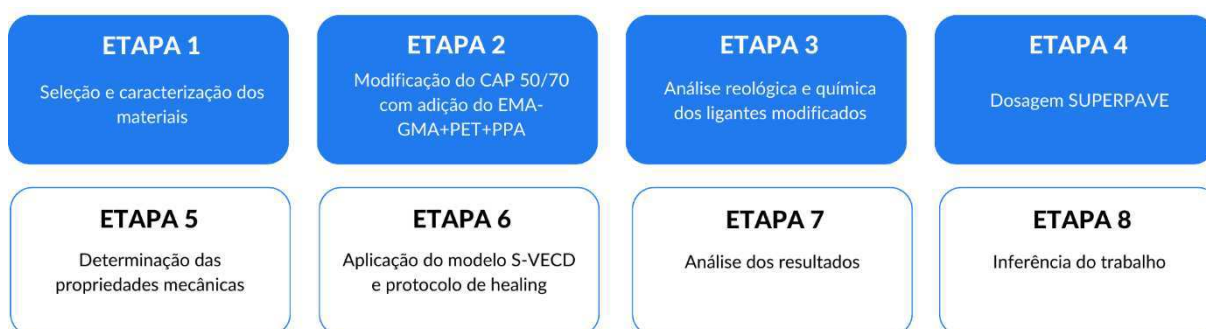 ETAPA 1
Seleção e caracterização dos
materiais
ETAPA 2
Modificação do CAP 50/70
com adição do EMA-
GMA+PET+PPA
ETAPA 3
Análise reológica e química
dos ligantes modificados
ETAPA 4
Dosagem SUPERPAVE
ETAPA 5
Determinação das
propriedades mecânicas
ETAPA 6
Aplicação do modelo S-VECD
e protocolo de healing
ETAPA 7
Análise dos resultados
ETAPA 8
Inferência do trabalho